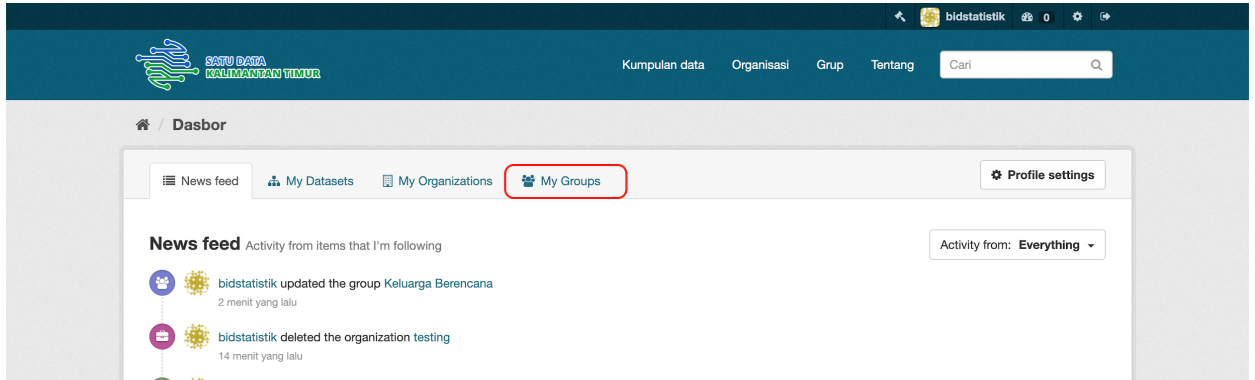 bidstatistik 0
SATU DATA
KALIMANTAN TIMUR
Kumpulan data Organisasi Grup Tentang Cari
Dasbor
News feed My Datasets My Organizations My Groups Profile settings
News feed Activity from items that I'm following Activity from: Everything
bidstatistik updated the group Keluarga Berencana
2 menit yang lalu
bidstatistik deleted the organization testing
14 menit yang lalu